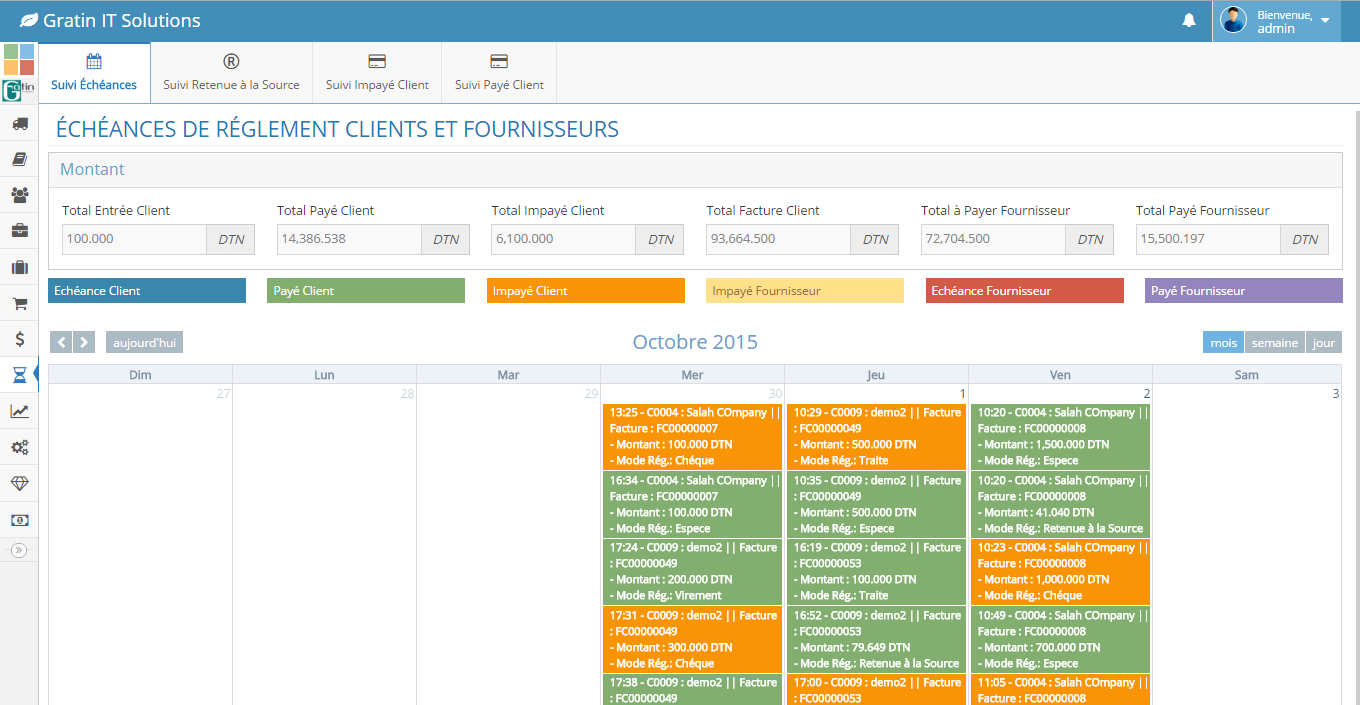 Gratin IT Solutions
Bienvenue,
admin
Suivi Échéances
Suivi Retenue à la Source
Suivi Impayé Client
Suivi Payé Client
ÉCHÉANCES DE RÉGLEMENT CLIENTS ET FOURNISSEURS
Montant
Total Entrée Client
Total Payé Client
Total Impayé Client
Total Facture Client
Total à Payer Fournisseur
Total Payé Fournisseur
100.000 DTN
14,386.538 DTN
6,100.000 DTN
93,664.500 DTN
72,704.500 DTN
15,500.197 DTN
Echéance Client
Payé Client
Impayé Client
Impayé Fournisseur
Echéance Fournisseur
Payé Fournisseur
aujourd'hui
Octobre 2015
mois semaine jour
Dim Lun Mar Mer Jeu Ven Sam
27 28 29 30 1 2 3
13:25 - C0004 : Salah COmpany ||
Facture : FC00000007
- Montant : 100.000 DTN
- Mode Rég.: Chéque
16:34 - C0004 : Salah COmpany ||
Facture : FC00000007
- Montant : 100.000 DTN
- Mode Rég.: Espece
17:24 - C0009 : demo2 || Facture
: FC00000049
- Montant : 200.000 DTN
- Mode Rég.: Virement
17:31 - C0009 : demo2 || Facture
: FC00000049
- Montant : 300.000 DTN
- Mode Rég.: Chéque
17:38 - C0009 : demo2 || Facture
: FC00000049
10:29 - C0009 : demo2 || Facture
: FC00000049
- Montant : 500.000 DTN
- Mode Rég.: Traite
10:35 - C0009 : demo2 || Facture
: FC00000049
- Montant : 500.000 DTN
- Mode Rég.: Espece
16:19 - C0009 : demo2 || Facture
: FC00000053
- Montant : 100.000 DTN
- Mode Rég.: Traite
16:52 - C0009 : demo2 || Facture
: FC00000053
- Montant : 79.649 DTN
- Mode Rég.: Retenue à la Source
17:00 - C0009 : demo2 || Facture
: FC00000053
10:20 - C0004 : Salah COmpany ||
Facture : FC00000008
- Montant : 1,500.000 DTN
- Mode Rég.: Espece
10:20 - C0004 : Salah COmpany ||
Facture : FC00000008
- Montant : 41.040 DTN
- Mode Rég.: Retenue à la Source
10:23 - C0004 : Salah COmpany ||
Facture : FC00000008
- Montant : 1,000.000 DTN
- Mode Rég.: Chéque
10:49 - C0004 : Salah COmpany ||
Facture : FC00000008
- Montant : 700.000 DTN
- Mode Rég.: Espece
11:05 - C0004 : Salah COmpany ||
Facture : FC00000008